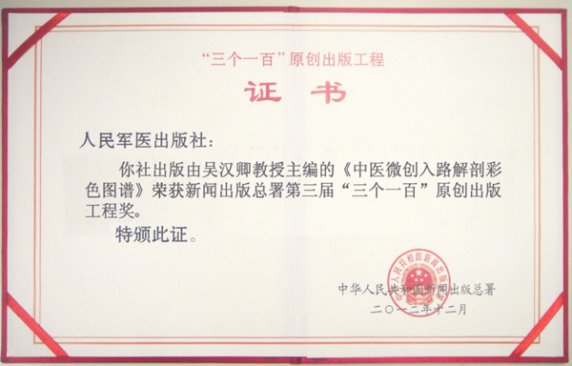 “三个一百”原创出版工程
证书
人民军医出版社：
你社出版由吴汉卿教授主编的《中医微创入路解剖彩
色图谱》荣获新闻出版总署第三届“三个一百”原创出版
工程奖。
特颁此证。
中华人民共和国新闻出版总署
二〇一二年十二月